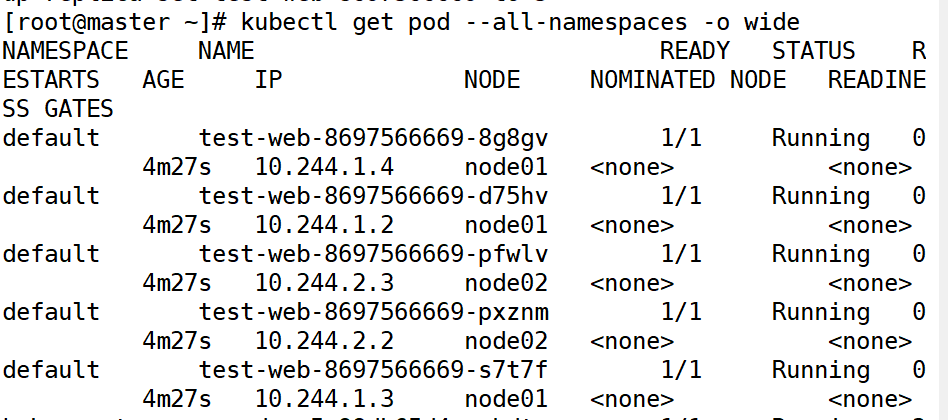 [root@master ~]# kubectl get pod --all-namespaces -o wide
NAMESPACE     NAME                             READY   STATUS    R
ESTARTS   AGE     IP             NODE     NOMINATED NODE   READINE
SS GATES
default       test-web-8697566669-8g8gv        1/1     Running   0
          4m27s   10.244.1.4     node01   <none>           <none>
default       test-web-8697566669-d75hv        1/1     Running   0
          4m27s   10.244.1.2     node01   <none>           <none>
default       test-web-8697566669-pfwlv        1/1     Running   0
          4m27s   10.244.2.3     node02   <none>           <none>
default       test-web-8697566669-pxznm        1/1     Running   0
          4m27s   10.244.2.2     node02   <none>           <none>
default       test-web-8697566669-s7t7f        1/1     Running   0
          4m27s   10.244.1.3     node01   <none>           <none>